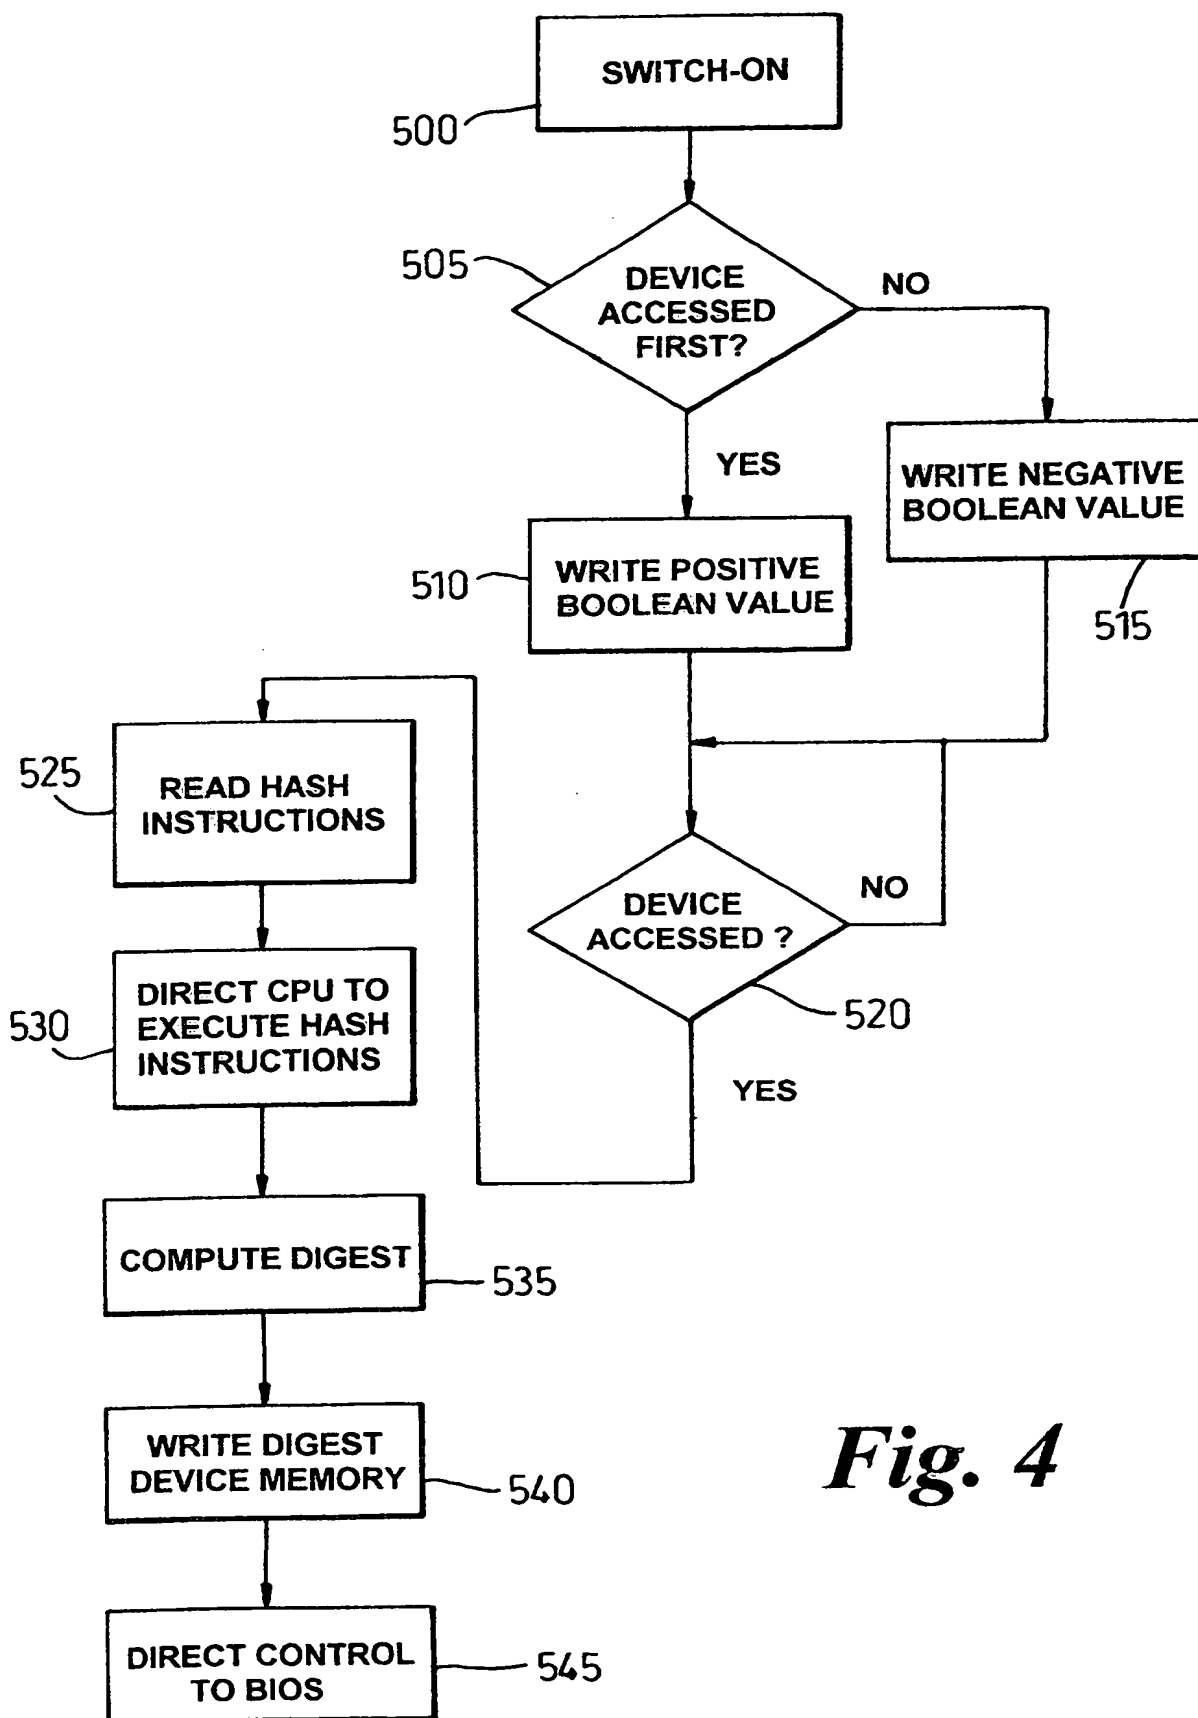 SWITCH-ON
500
505
DEVICE
ACCESSED
FIRST?
NO
YES
WRITE NEGATIVE
BOOLEAN VALUE
515
510
WRITE POSITIVE
BOOLEAN VALUE
525
READ HASH
INSTRUCTIONS
DEVICE
ACCESSED ?
NO
520
YES
530
DIRECT CPU TO
EXECUTE HASH
INSTRUCTIONS
COMPUTE DIGEST
535
WRITE DIGEST
DEVICE MEMORY
540
DIRECT CONTROL
TO BIOS
545
Fig. 4